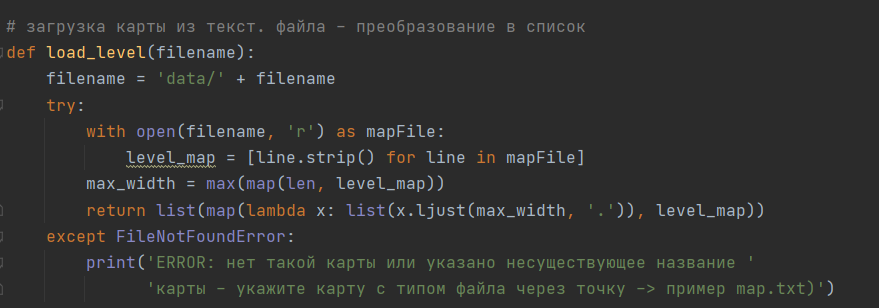 # загрузка карты из текст. файла – преобразование в список
def load_level(filename):
    filename = 'data/' + filename
    try:
        with open(filename, 'r') as mapFile:
            level_map = [line.strip() for line in mapFile]
        max_width = max(map(len, level_map))
        return list(map(lambda x: list(x.ljust(max_width, '.')), level_map))
    except FileNotFoundError:
        print('ERROR: нет такой карты или указано несуществующее название '
              'карты – укажите карту с типом файла через точку -> пример map.txt)')